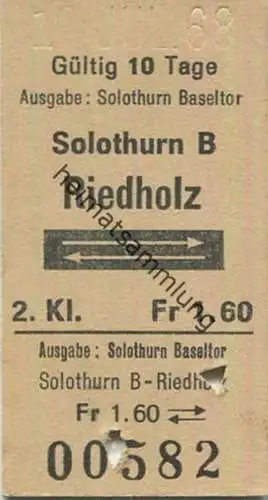 Gültig 10 Tage
Ausgabe: Solothurn Baseltor
Solothurn B
Riedholz
2. Kl. Fr 1.60
Ausgabe: Solothurn Baseltor
Solothurn B-Riedholz
Fr 1.60
00582
heimatsammlung.de